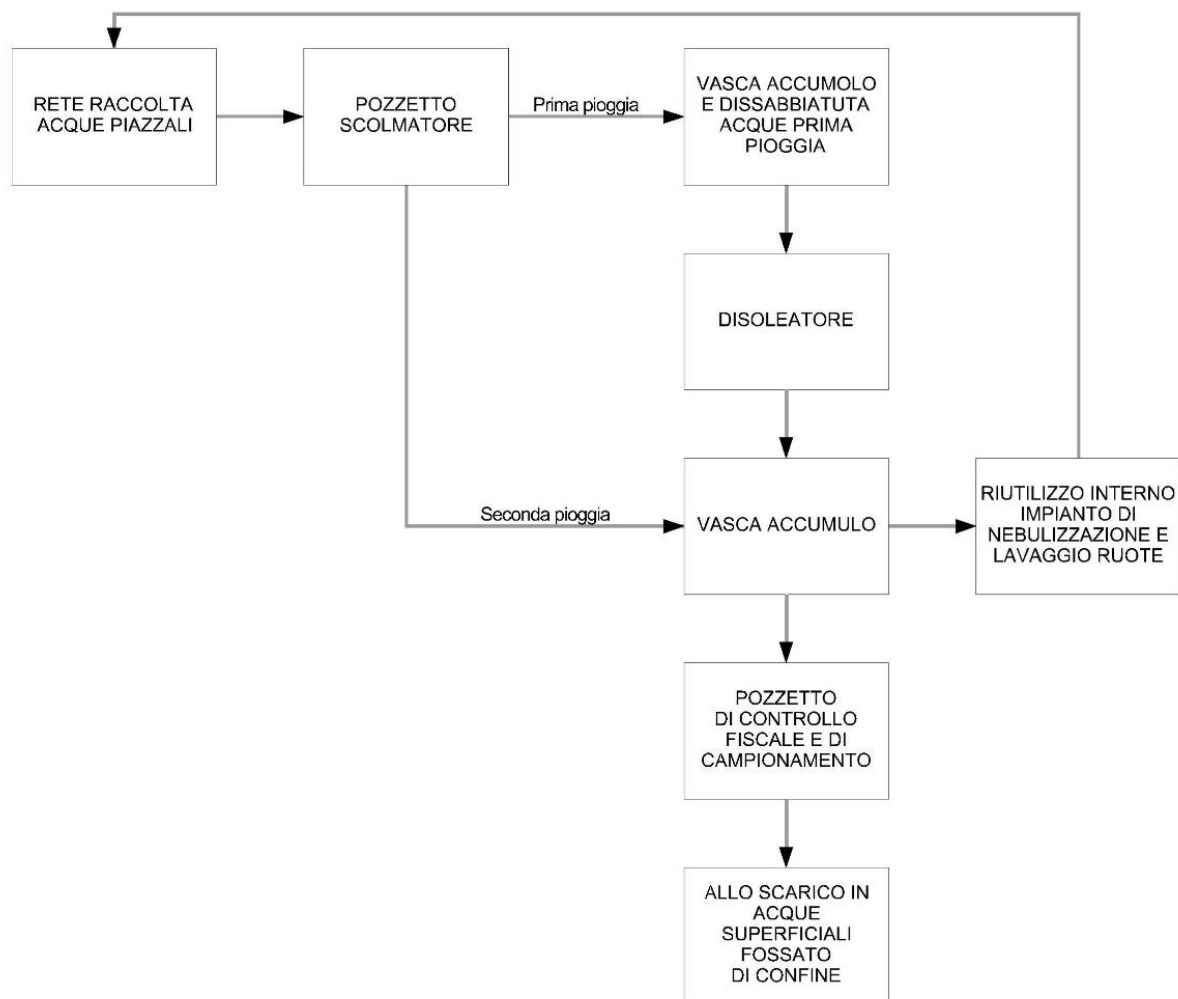 RETE RACCOLTA
ACQUE PIAZZALI
POZZETTO
SCOLMATORE
Prima pioggia
VASCA ACCUMOLO
E DISSABBIATUTA
ACQUE PRIMA
PIOGGIA
DISOLEATORE
Seconda pioggia
VASCA ACCUMULO
RIUTILIZZO INTERNO
IMPIANTO DI
NEBULIZZAZIONE E
LAVAGGIO RUOTE
POZZETTO
DI CONTROLLO
FISCALE E DI
CAMPIONAMENTO
ALLO SCARICO IN
ACQUE
SUPERFICIALI
FOSSATO
DI CONFINE